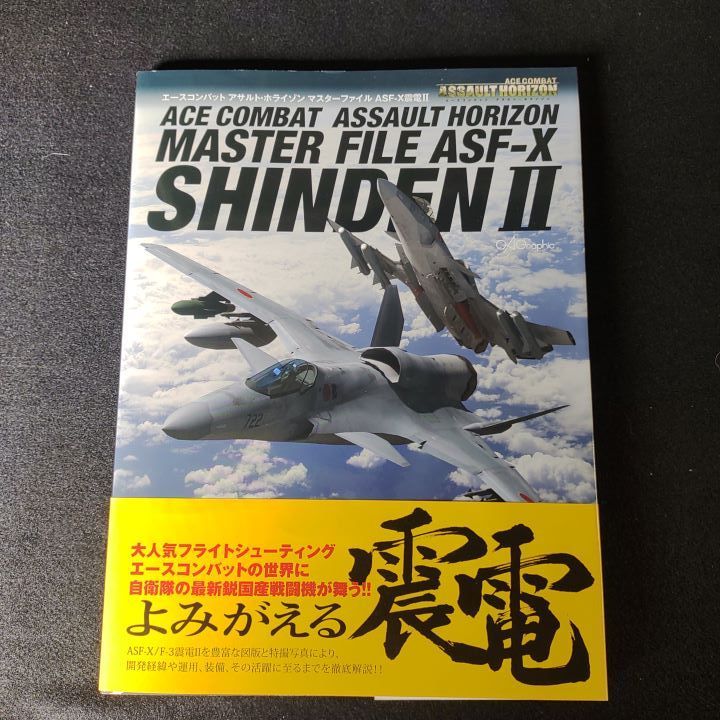 ACE COMBAT
ASSAULT HORIZON
エースコンバット アサルト・ホライゾン マスターファイル ASF-X震電II
ACE COMBAT ASSAULT HORIZON
MASTER FILE ASF-X
SHINDEN II
GAGraphic
722
大人気フライトシューティング
エースコンバットの世界に
自衛隊の最新鋭国産戦闘機が舞う!!
よみがえる
震電
ASF-X/F-3震電IIを豊富な図版と特撮写真により、
開発経緯や運用、装備、その活躍に至るまでを徹底解説!!